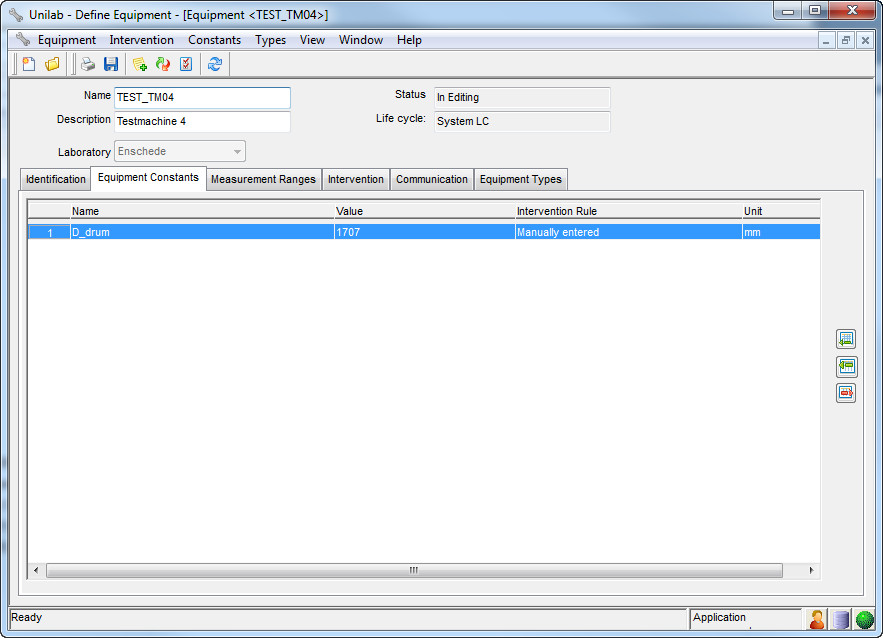 Unilab - Define Equipment - [Equipment <TEST_TM04>]
Equipment Intervention Constants Types View Window Help
Name TEST_TM04 Status In Editing
Description Testmachine 4 Life cycle: System LC
Laboratory Enschede
Identification Equipment Constants Measurement Ranges Intervention Communication Equipment Types
Name Value Intervention Rule Unit
1 D_drum 1707 Manually entered mm
Ready Application